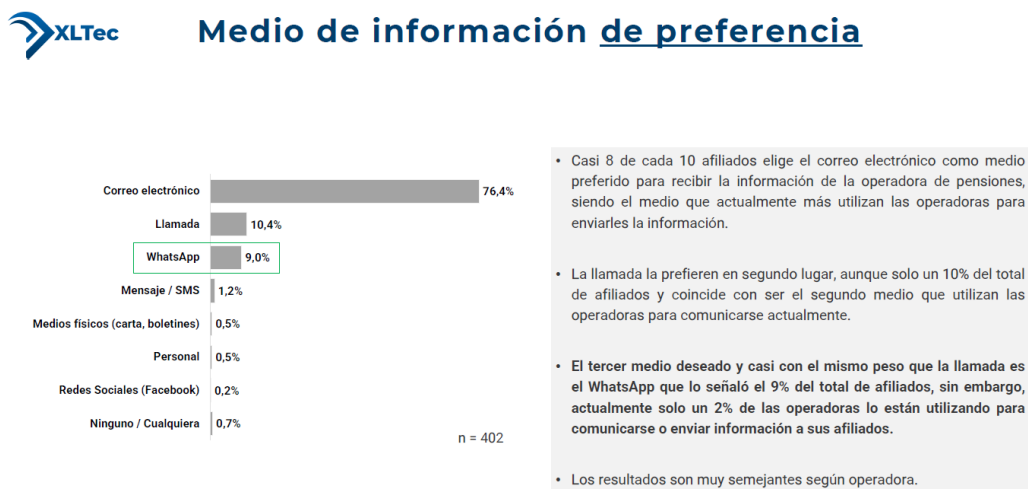 XLTec
Medio de información de preferencia
Correo electrónico 76,4%
Llamada 10,4%
WhatsApp 9,0%
Mensaje / SMS 1,2%
Medios físicos (carta, boletines) 0,5%
Personal 0,5%
Redes Sociales (Facebook) 0,2%
Ninguno / Cualquiera 0,7%
n = 402
• Casi 8 de cada 10 afiliados elige el correo electrónico como medio
preferido para recibir la información de la operadora de pensiones,
siendo el medio que actualmente más utilizan las operadoras para
enviarles la información.
• La llamada la prefieren en segundo lugar, aunque solo un 10% del total
de afiliados y coincide con ser el segundo medio que utilizan las
operadoras para comunicarse actualmente.
• El tercer medio deseado y casi con el mismo peso que la llamada es
el WhatsApp que lo señaló el 9% del total de afiliados, sin embargo,
actualmente solo un 2% de las operadoras lo están utilizando para
comunicarse o enviar información a sus afiliados.
• Los resultados son muy semejantes según operadora.